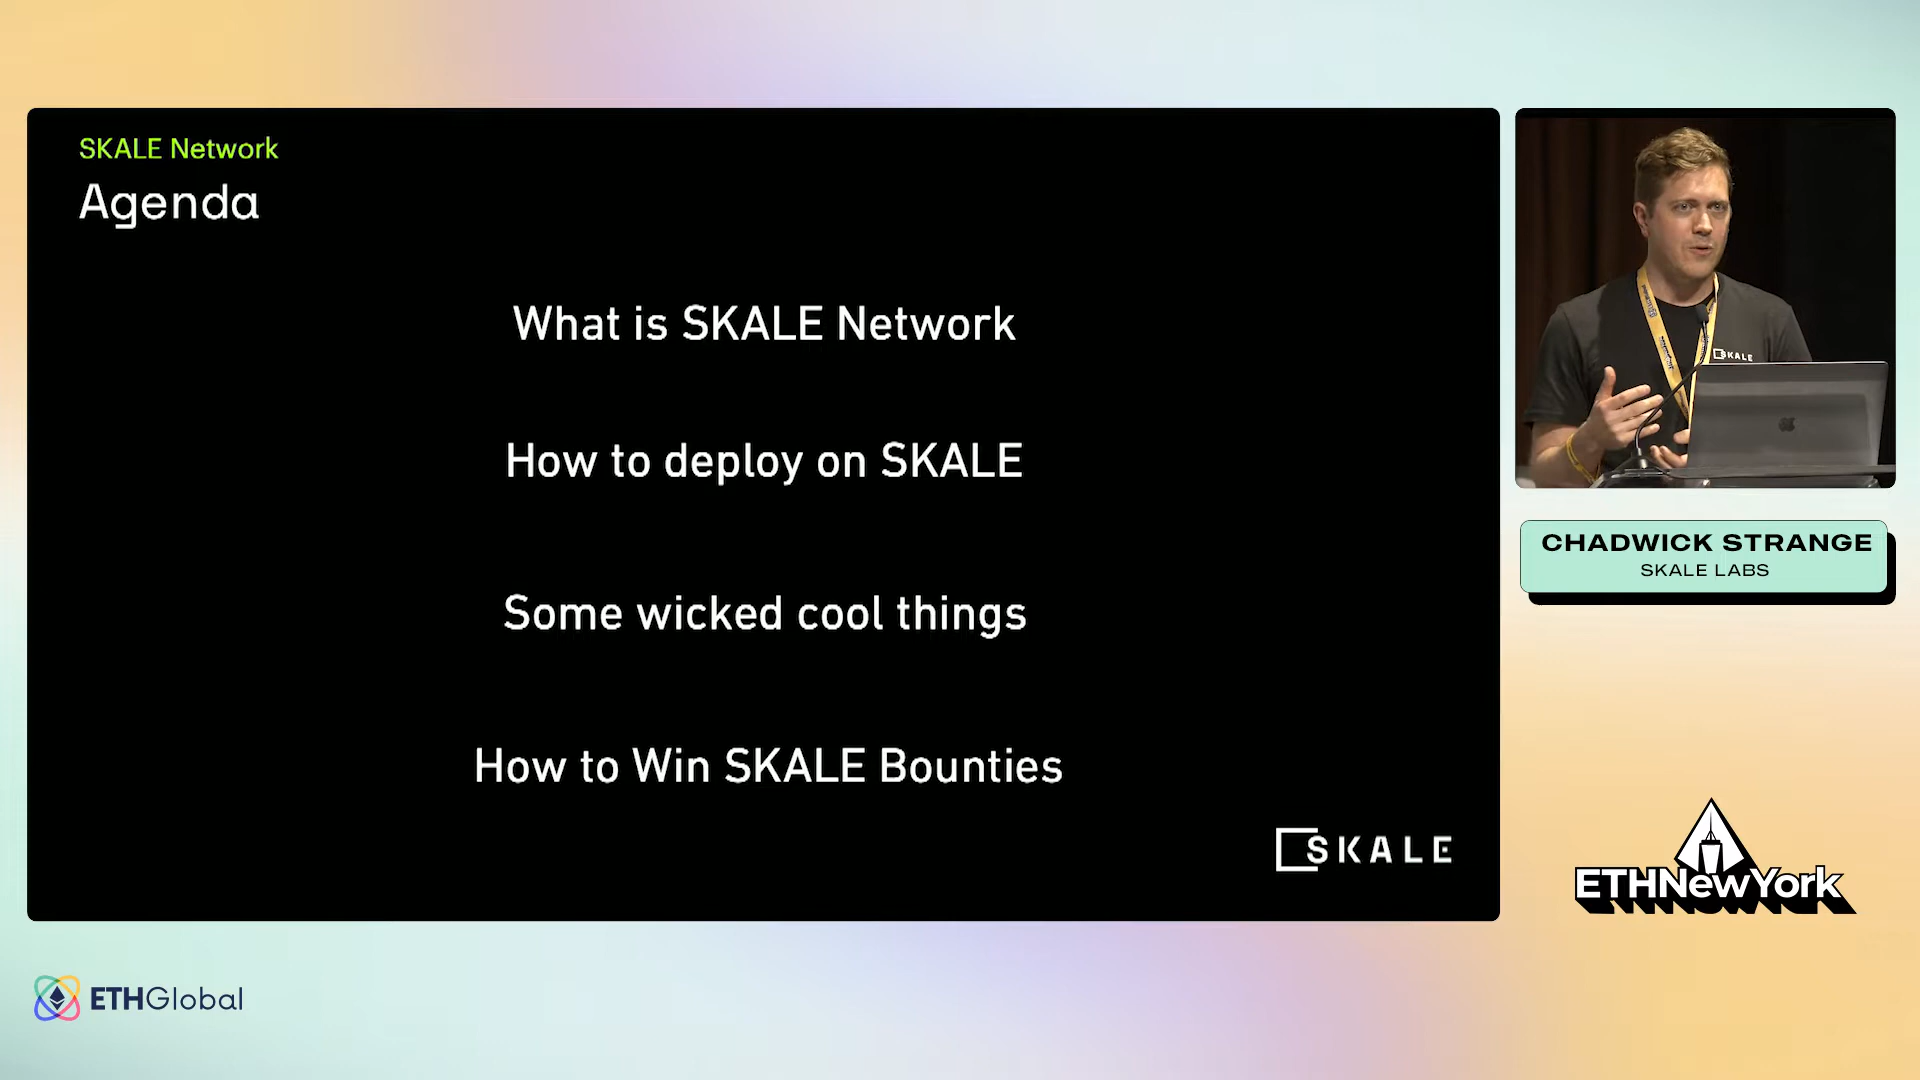 SKALE Network
Agenda
What is SKALE Network
How to deploy on SKALE
Some wicked cool things
How to Win SKALE Bounties
SKALE
SKALE
CHADWICK STRANGE
SKALE LABS
ETHNewYork
ETHGlobal